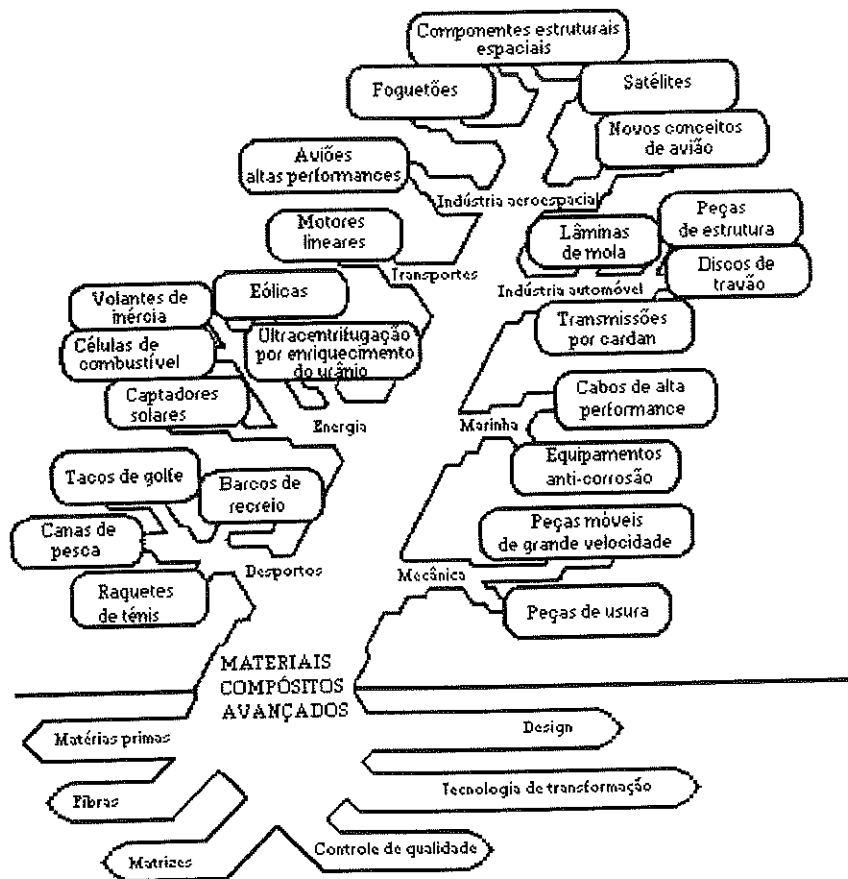 Componentes estruturais
espaciais
Foguetões
Satélites
Novos conceitos
de avião
Aviões
altas performances
Indústria aeroespacial
Motores
lineares
Lâminas
de mola
Peças
de estrutura
Transportes
Indústria automóvel
Discos de
travão
Volantes de
inércia
Eólicas
Transmissões
por cardan
Células de
combustível
Ultracentrifugação
por enriquecimento
do urânio
Captadores
solares
Cabos de alta
performance
Energia
Marinha
Tacos de golfe
Barcos de
recreio
Equipamentos
anti-corrosão
Canas de
pesca
Peças móveis
de grande velocidade
Desportos
Mecânica
Raquetes
de ténis
Peças de usura
MATERIAIS
COMPÓSITOS
AVANÇADOS
Matérias primas
Design
Fibras
Tecnologia de transformação
Matrizes
Controle de qualidade